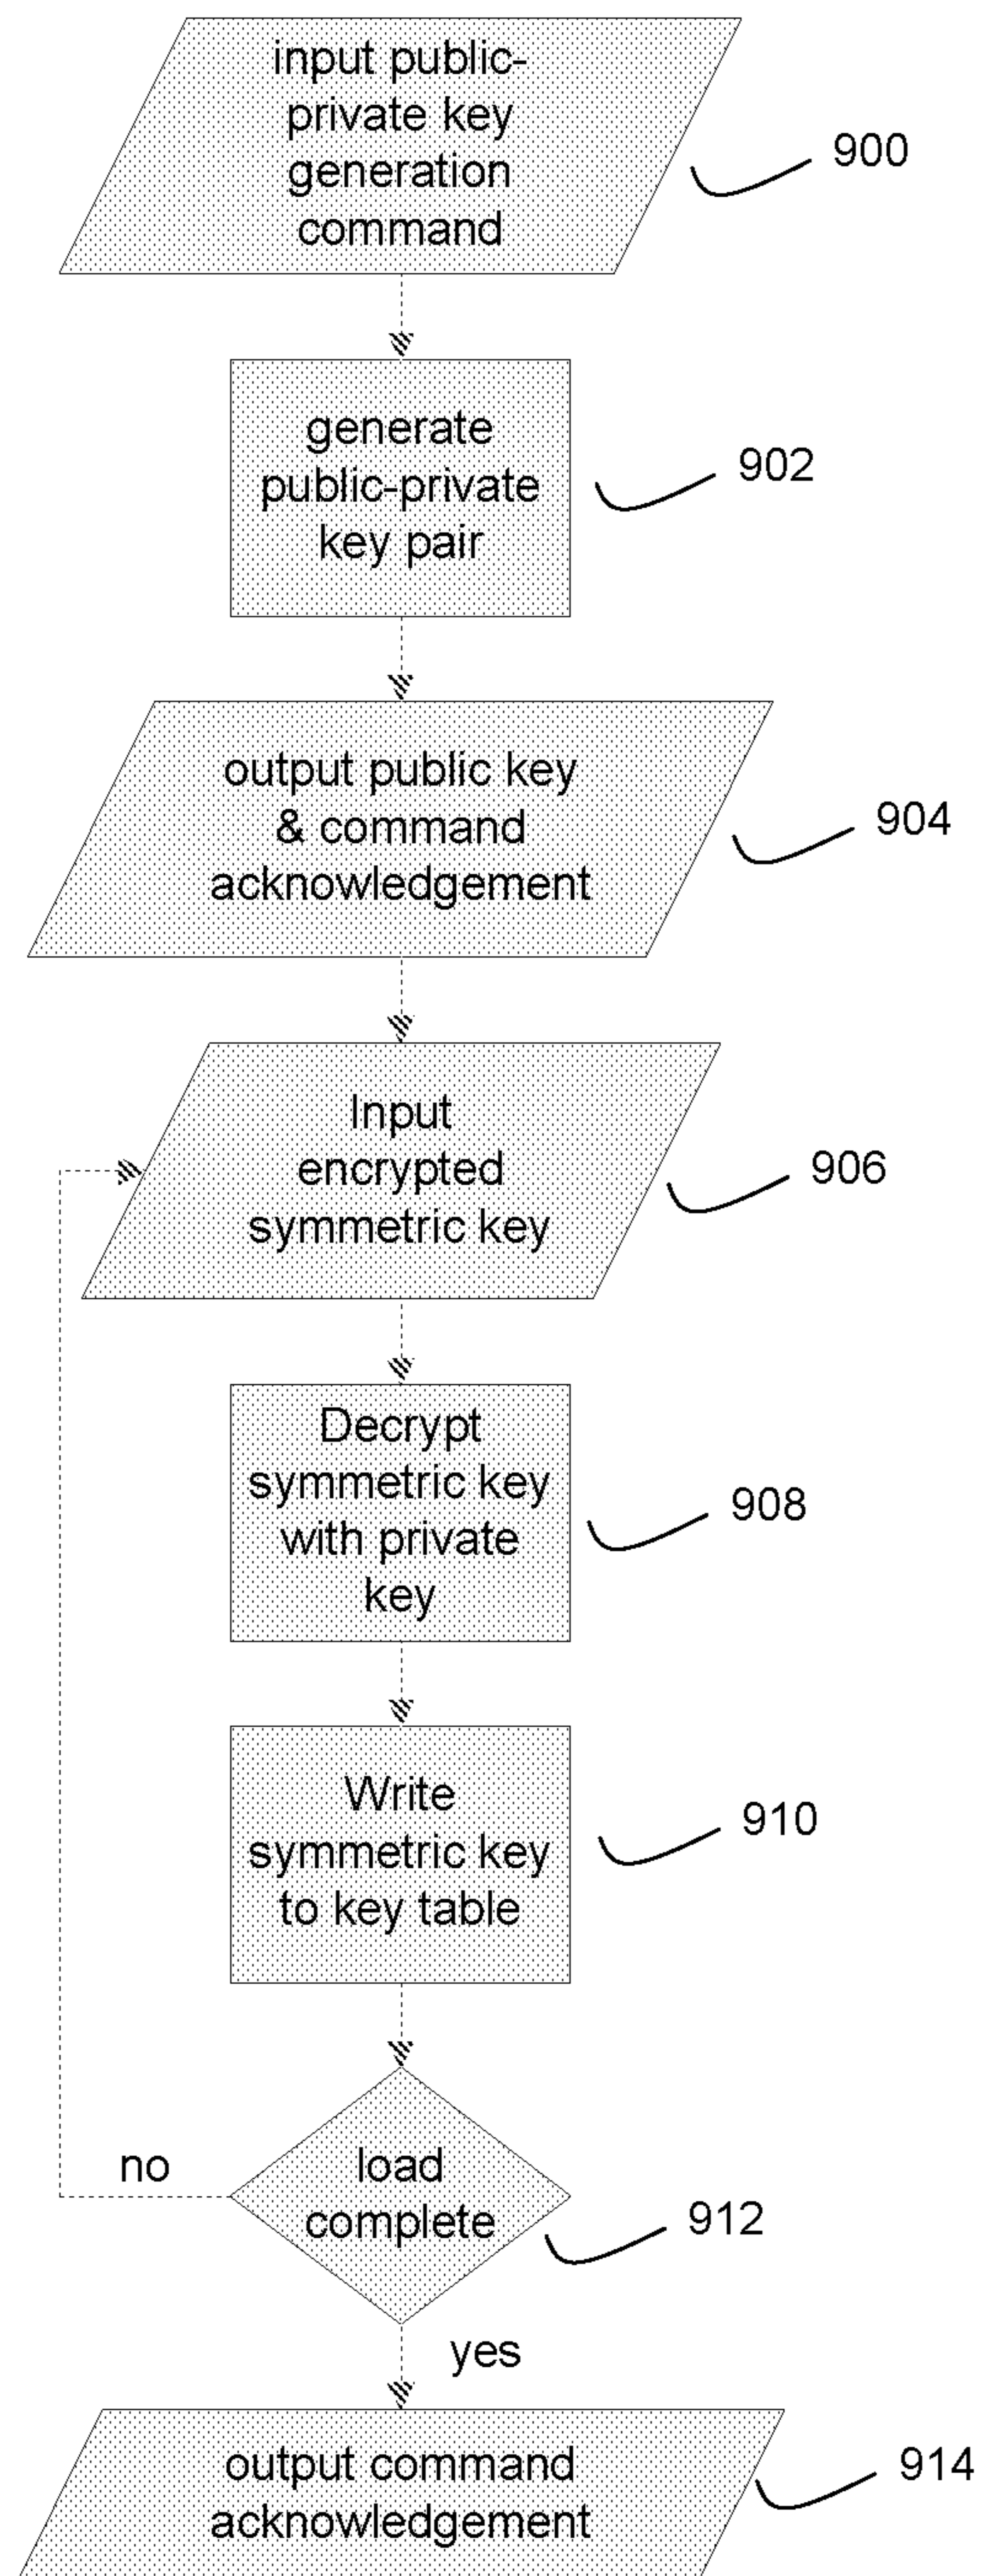 input public-
private key
generation
command
900
generate
public-private
key pair
902
output public key
& command
acknowledgement
904
Input
encrypted
symmetric key
906
Decrypt
symmetric key
with private
key
908
Write
symmetric key
to key table
910
no
load
complete
912
yes
output command
acknowledgement
914